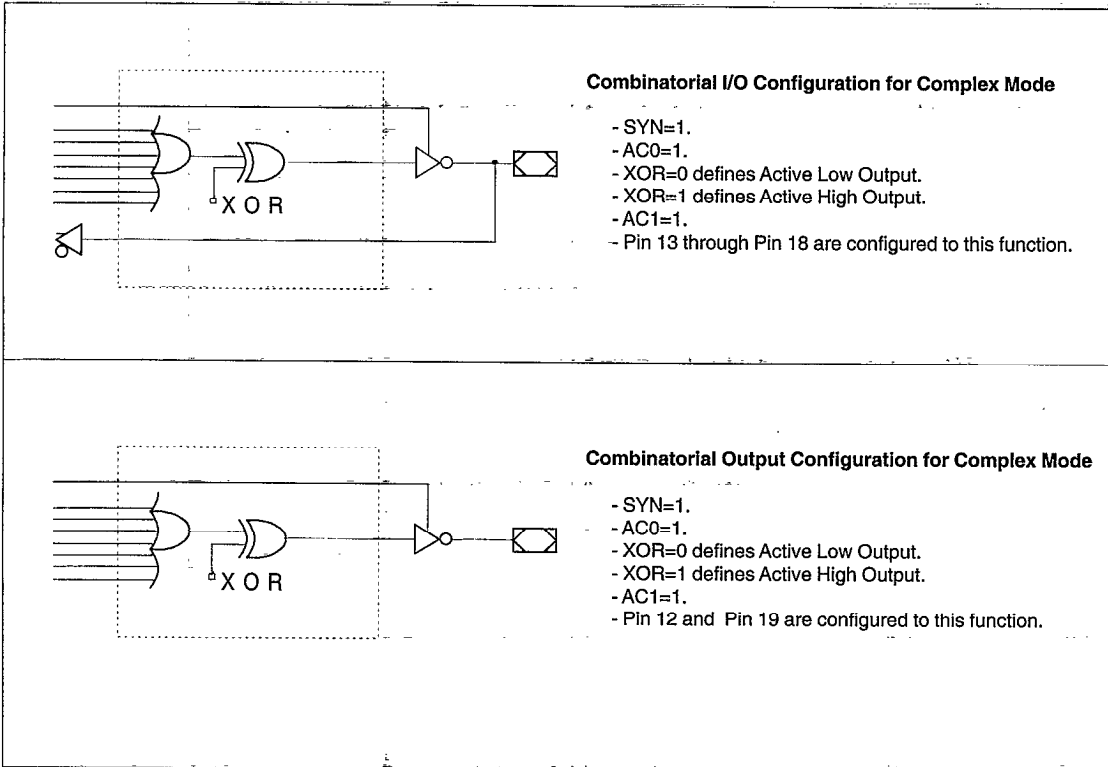 Combinatorial I/O Configuration for Complex Mode
- SYN=1.
- AC0=1.
- XOR=0 defines Active Low Output.
- XOR=1 defines Active High Output.
- AC1=1.
- Pin 13 through Pin 18 are configured to this function.
XOR
Combinatorial Output Configuration for Complex Mode
- SYN=1.
- AC0=1.
- XOR=0 defines Active Low Output.
- XOR=1 defines Active High Output.
- AC1=1.
- Pin 12 and Pin 19 are configured to this function.
XOR